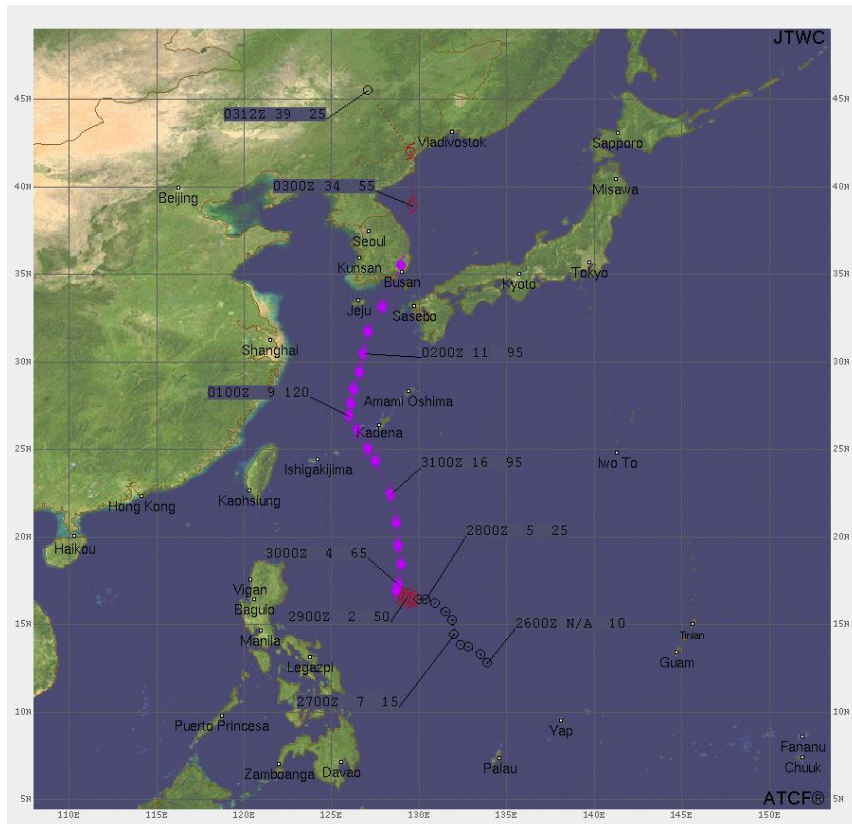 JTWC
45N
45N
0312Z 39 25
Vladivostok
Sapporo
0300Z 34 55
Misawa
40N
40N
Beijing
Seoul
Kunsan
Busan
Kyoto
Tokyo
35N
35N
Jeju
Sasebo
Shanghai
0200Z 11 95
30N
30N
0100Z 9 120
Amami Oshima
Kadena
25N
25N
Ishigakijima
3100Z 16 95
Iwo To
Kaohsiung
Hong Kong
20N
20N
Haikou
2800Z 5 25
3000Z 4 65
Vigan
Baguio
2900Z 2 50
2600Z N/A 10
15N
15N
Manila
Tinian
Legazpi
Guam
2700Z 7 15
Puerto Princesa
10N
10N
Yap
Fananu
Zamboanga
Davao
Palau
Chuuk
5N
5N
ATCF®
110E
115E
120E
125E
130E
135E
140E
145E
150E